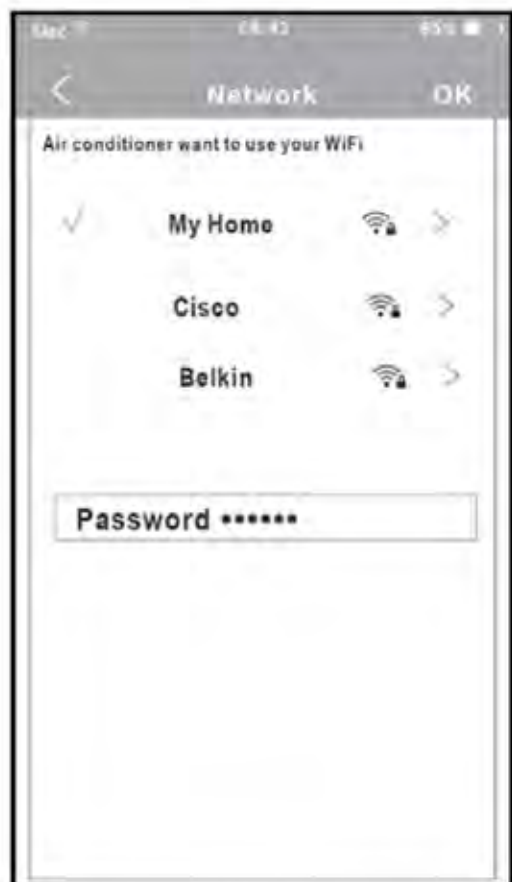 Network OK
Air conditioner want to use your WiFi
My Home
Cisco
Belkin
Password ••••••